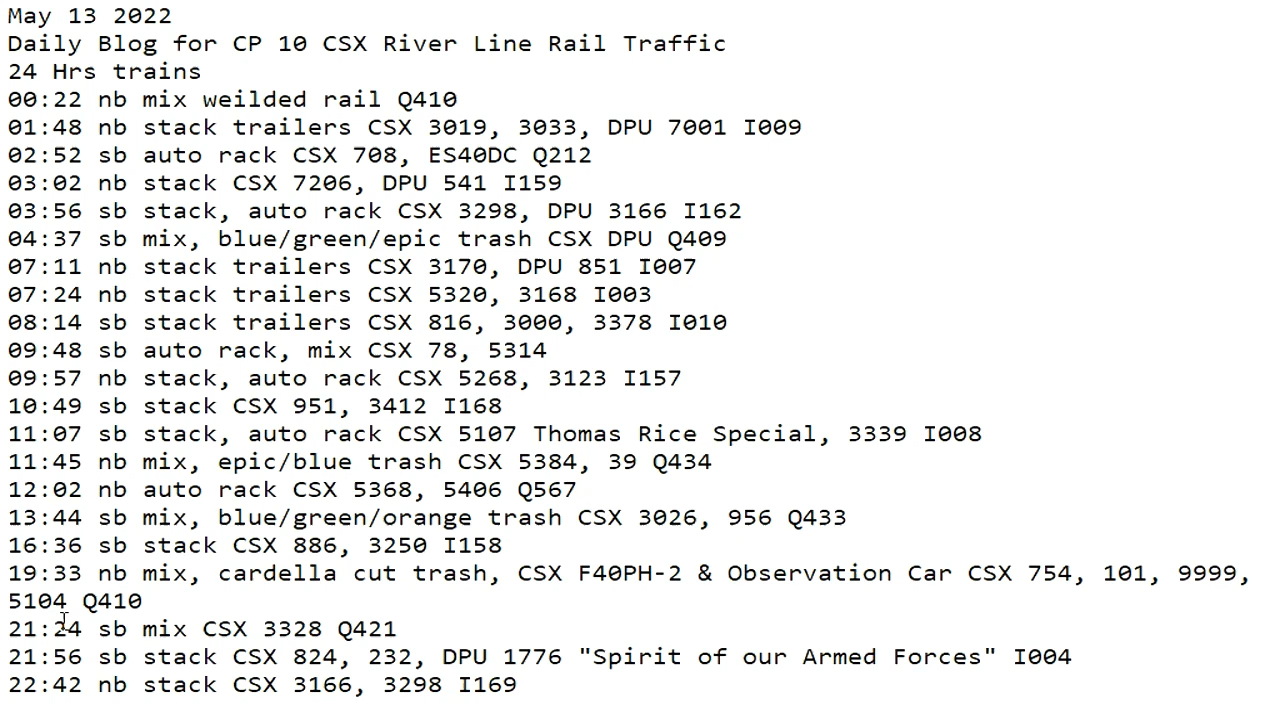 May 13 2022
Daily Blog for CP 10 CSX River Line Rail Traffic
24 Hrs trains
00:22 nb mix weilded rail Q410
01:48 nb stack trailers CSX 3019, 3033, DPU 7001 I009
02:52 sb auto rack CSX 708, ES40DC Q212
03:02 nb stack CSX 7206, DPU 541 I159
03:56 sb stack, auto rack CSX 3298, DPU 3166 I162
04:37 sb mix, blue/green/epic trash CSX DPU Q409
07:11 nb stack trailers CSX 3170, DPU 851 I007
07:24 nb stack trailers CSX 5320, 3168 I003
08:14 sb stack trailers CSX 816, 3000, 3378 I010
09:48 sb auto rack, mix CSX 78, 5314
09:57 nb stack, auto rack CSX 5268, 3123 I157
10:49 sb stack CSX 951, 3412 I168
11:07 sb stack, auto rack CSX 5107 Thomas Rice Special, 3339 I008
11:45 nb mix, epic/blue trash CSX 5384, 39 Q434
12:02 nb auto rack CSX 5368, 5406 Q567
13:44 sb mix, blue/green/orange trash CSX 3026, 956 Q433
16:36 sb stack CSX 886, 3250 I158
19:33 nb mix, cardella cut trash, CSX F40PH-2 & Observation Car CSX 754, 101, 9999,
5104 Q410
21:24 sb mix CSX 3328 Q421
21:56 sb stack CSX 824, 232, DPU 1776 "Spirit of our Armed Forces" I004
22:42 nb stack CSX 3166, 3298 I169